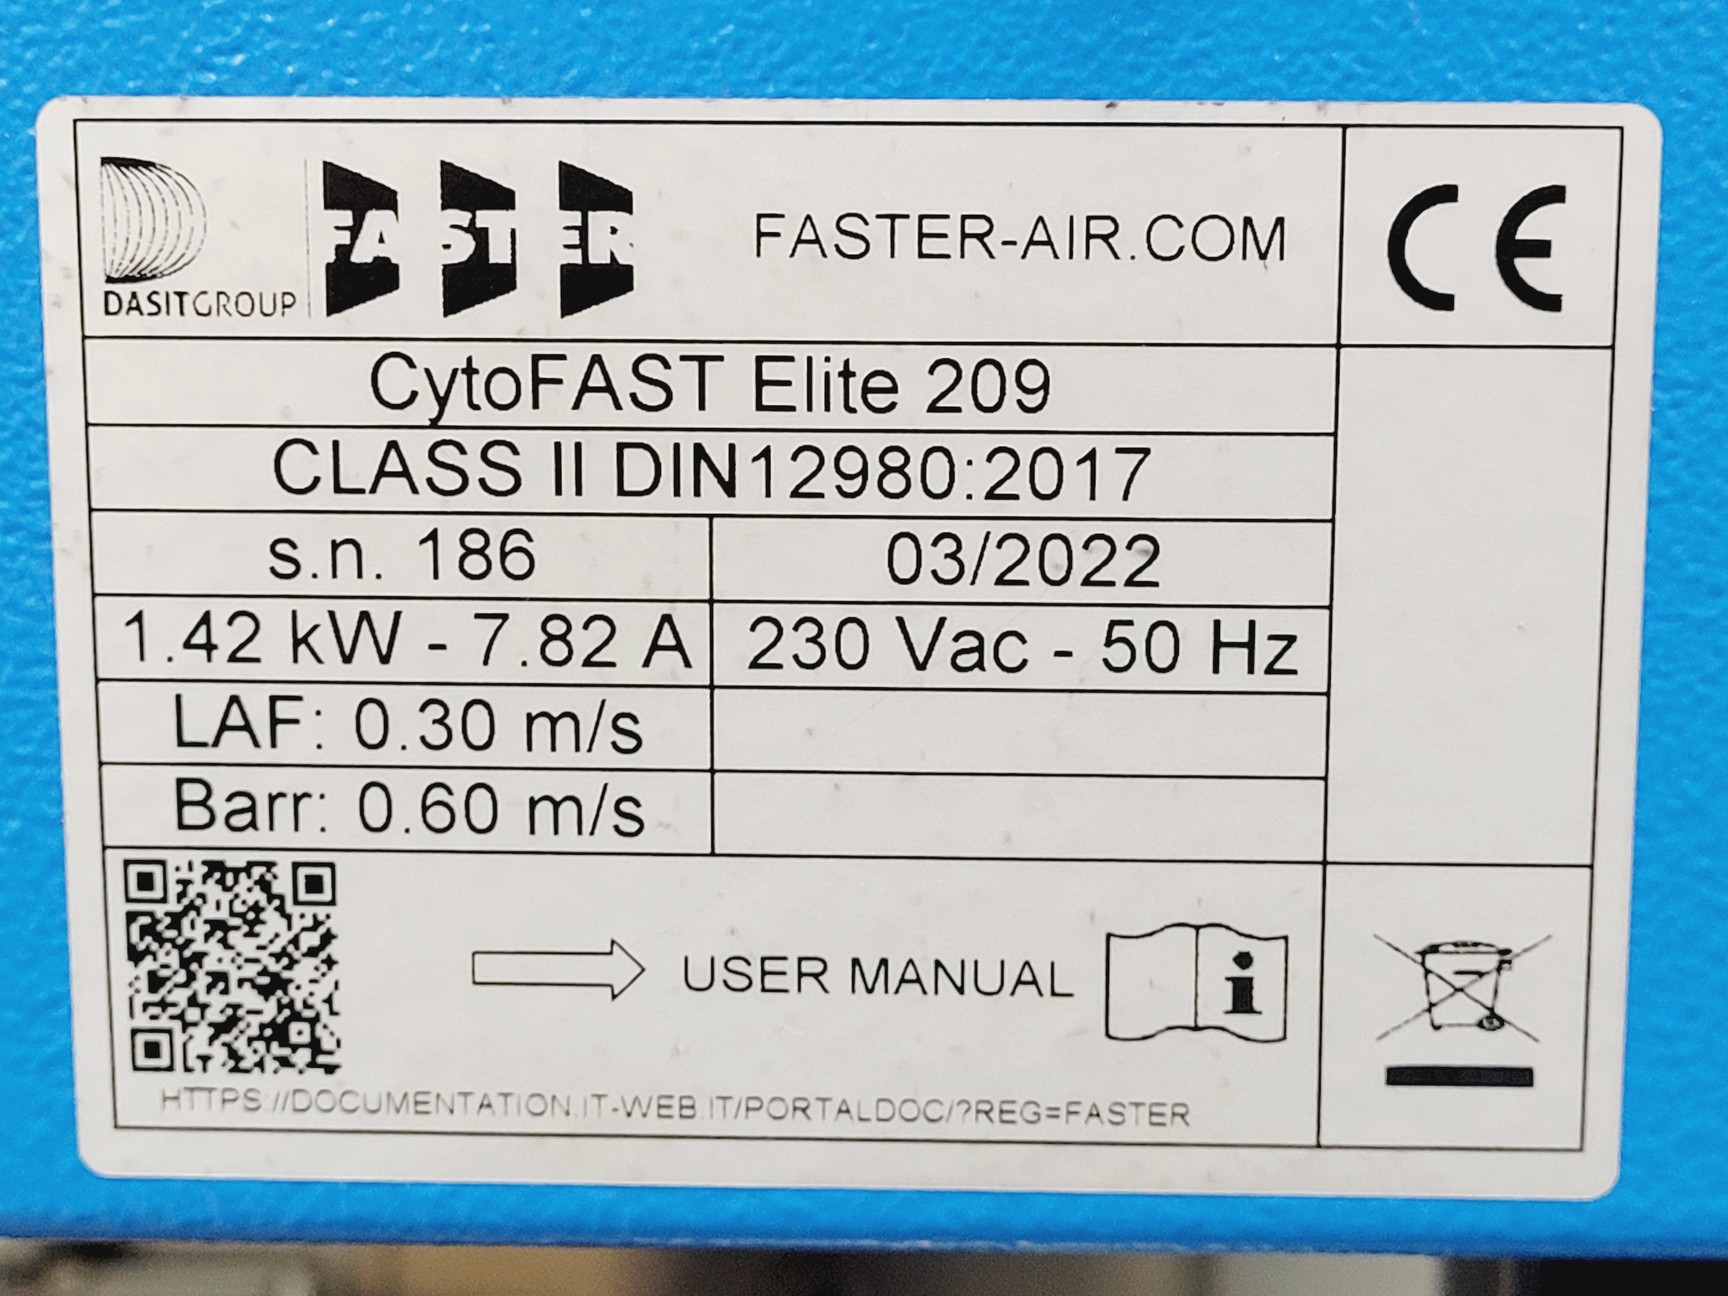 DASITGROUP
FASTER
FASTER-AIR.COM
CE
CytoFAST Elite 209
CLASS II DIN12980:2017
s.n. 186
03/2022
1.42 kW - 7.82 A
230 Vac - 50 Hz
LAF: 0.30 m/s
Barr: 0.60 m/s
USER MANUAL
i
HTTPS://DOCUMENTATION.IT-WEB.IT/PORTALDOC/?REG=FASTER